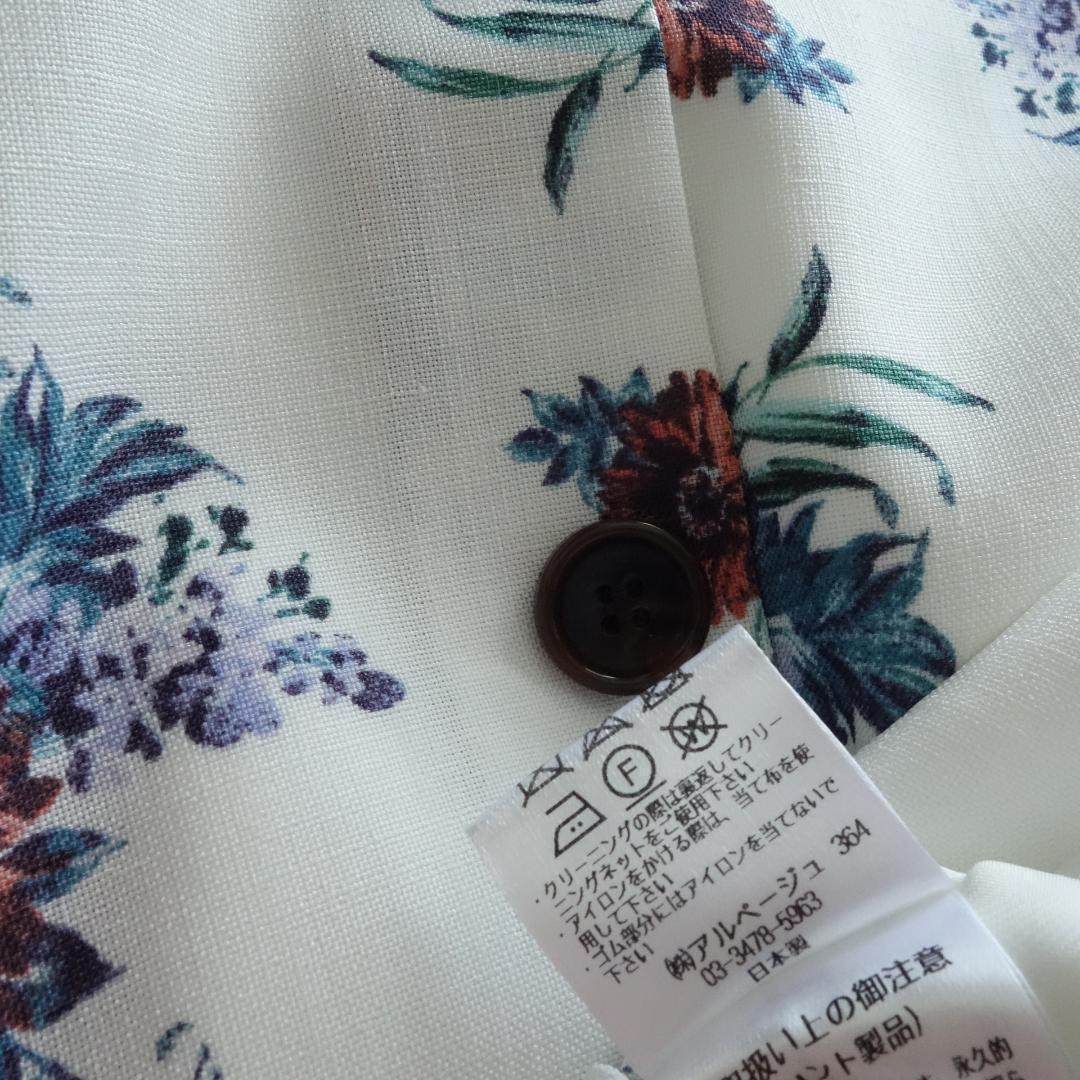 F
W
・クリーニングの際は裏返してクリー
ニングネットをご使用下さい
・アイロンをかける際は、当て布を使
用して下さい
・ゴム部分にはアイロンを当てないで
下さい
㈱アルページュ 364
03-3478-5963
日本製
取扱い上の御注意
ント製品)
永久的